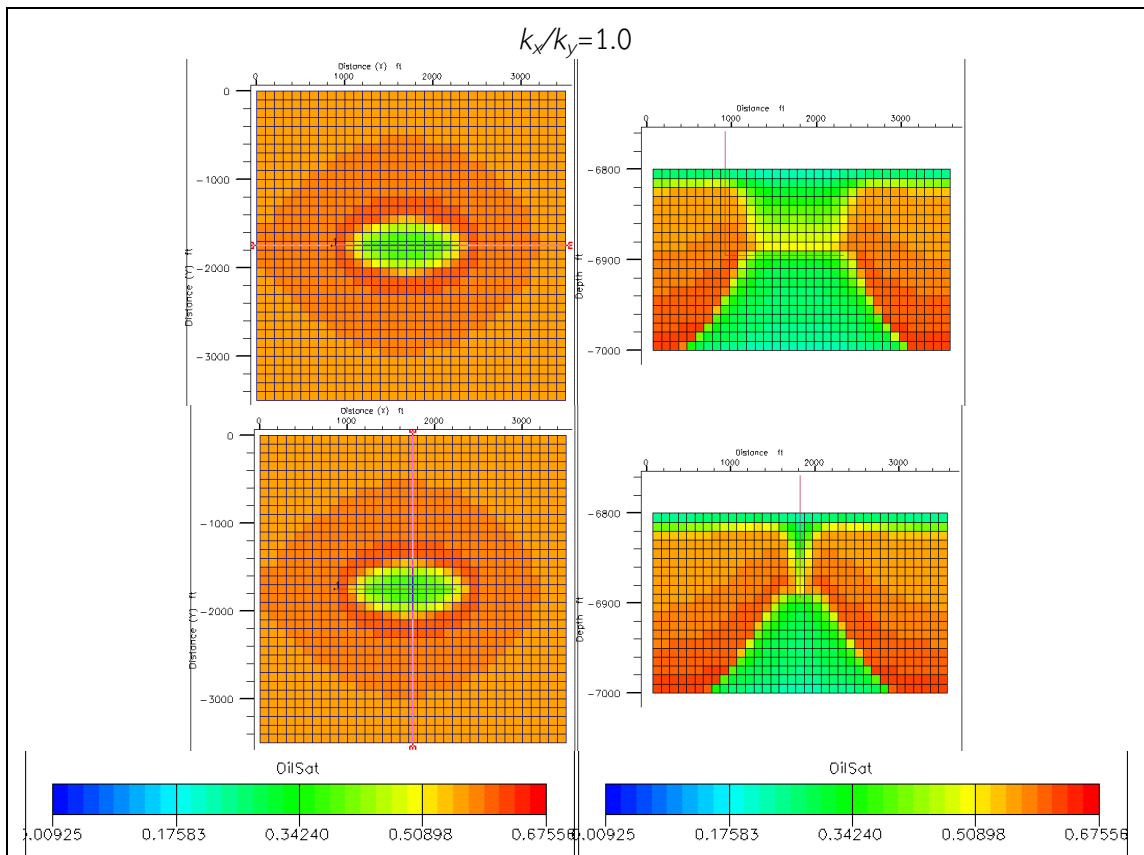 kx/ky=1.0
Distance (X) ft
0 1000 2000 3000
Distance (Y) ft
0
-1000
-2000
-3000
Distance ft
0 1000 2000 3000
Depth ft
-6800
-6900
-7000
Distance (X) ft
0 1000 2000 3000
Distance (Y) ft
0
-1000
-2000
-3000
Distance ft
0 1000 2000 3000
Depth ft
-6800
-6900
-7000
OilSat
0.17583 0.34240 0.50898
OilSat
0.17583 0.34240 0.50898 0.67556